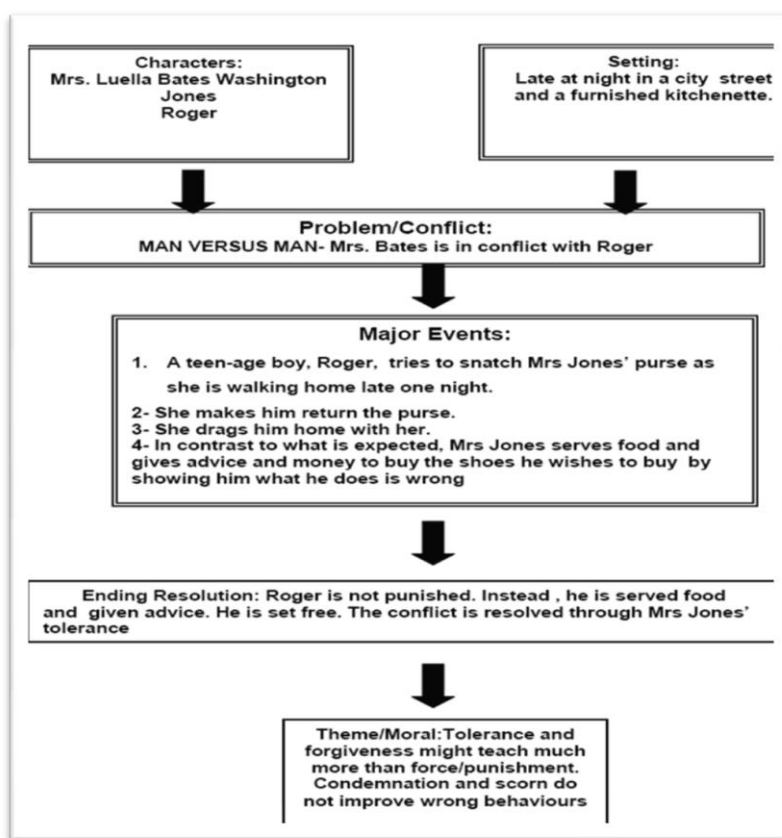 Characters:
Mrs. Luella Bates Washington
Jones
Roger
Setting:
Late at night in a city street
and a furnished kitchenette.
Problem/Conflict:
MAN VERSUS MAN- Mrs. Bates is in conflict with Roger
Major Events:
1. A teen-age boy, Roger, tries to snatch Mrs Jones' purse as
she is walking home late one night.
2- She makes him return the purse.
3- She drags him home with her.
4- In contrast to what is expected, Mrs Jones serves food and
gives advice and money to buy the shoes he wishes to buy by
showing him what he does is wrong
Ending Resolution: Roger is not punished. Instead , he is served food
and given advice. He is set free. The conflict is resolved through Mrs Jones'
tolerance
Theme/Moral:Tolerance and
forgiveness might teach much
more than force/punishment.
Condemnation and scorn do
not improve wrong behaviours